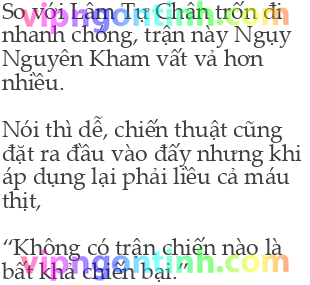 So với Lâm Tự Chân trốn đi
nhanh chóng, trận này Ngụy
Nguyên Kham vất vả hơn
nhiều.
Nói thì dễ, chiến thuật cũng
đặt ra đầu vào đấy nhưng khi
áp dụng lại phải liều cả máu
thịt,
vipngontinh.com
“Không có trận chiến nào là
bất khả chiến bại.”
vipngontinh.com